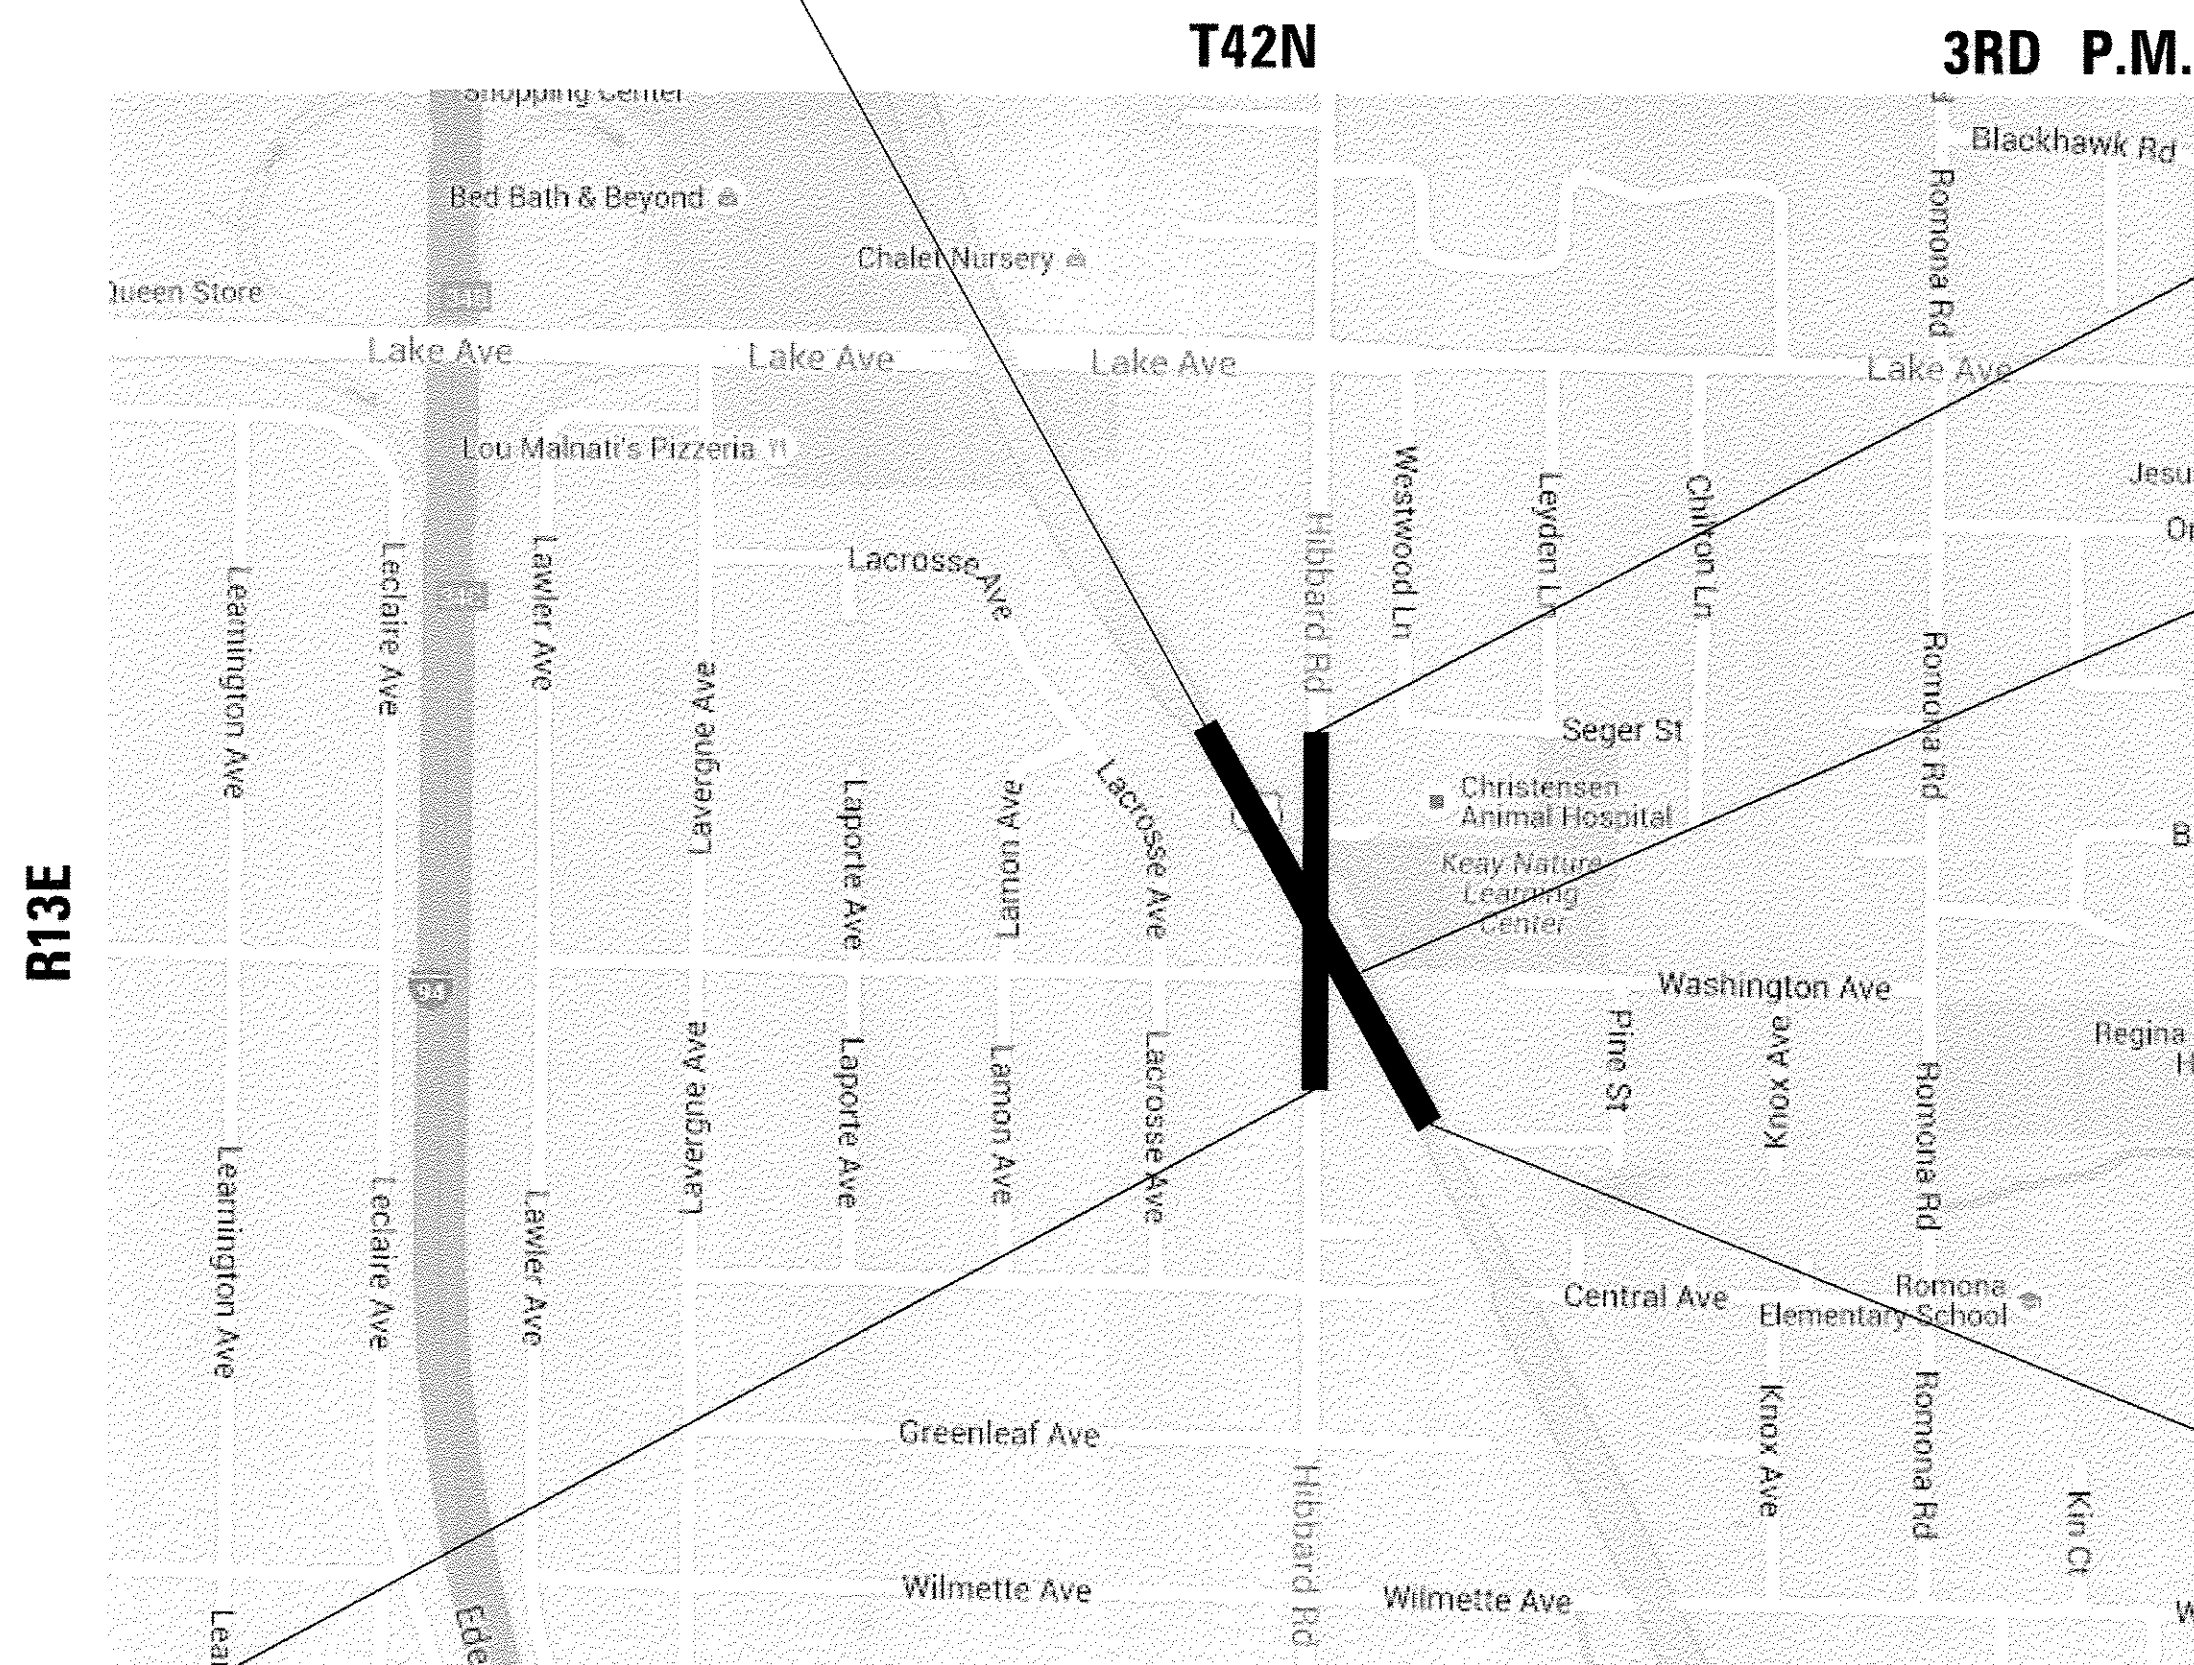 T42N
3RD P.M.
Shopping Center
Blackhawk Rd
Bed Bath & Beyond
Romona Rd
Chalet Nursery
Queen Store
Lake Ave
Lake Ave
Lake Ave
Lake Ave
Lou Malnati's Pizzeria
Westwood Ln
Leyden Ln
Chilton Ln
Hibbard Rd
Lacrosse Ave
Leamington Ave
Leclaire Ave
Lawler Ave
Lavergne Ave
Romona Rd
Seger St
Christensen
Animal Hospital
Laporte Ave
Lamon Ave
Lacrosse Ave
Keay Nature
Learning
Center
R13E
94
Washington Ave
Pine St
Knox Ave
Regina
Lavergne Ave
Laporte Ave
Lamon Ave
Lacrosse Ave
Romona Rd
Leamington Ave
Leclaire Ave
Lawler Ave
Central Ave
Romona
Elementary School
Greenleaf Ave
Knox Ave
Romona Rd
Hibbard Rd
Kin Ct
Wilmette Ave
Wilmette Ave
Lear
Ede